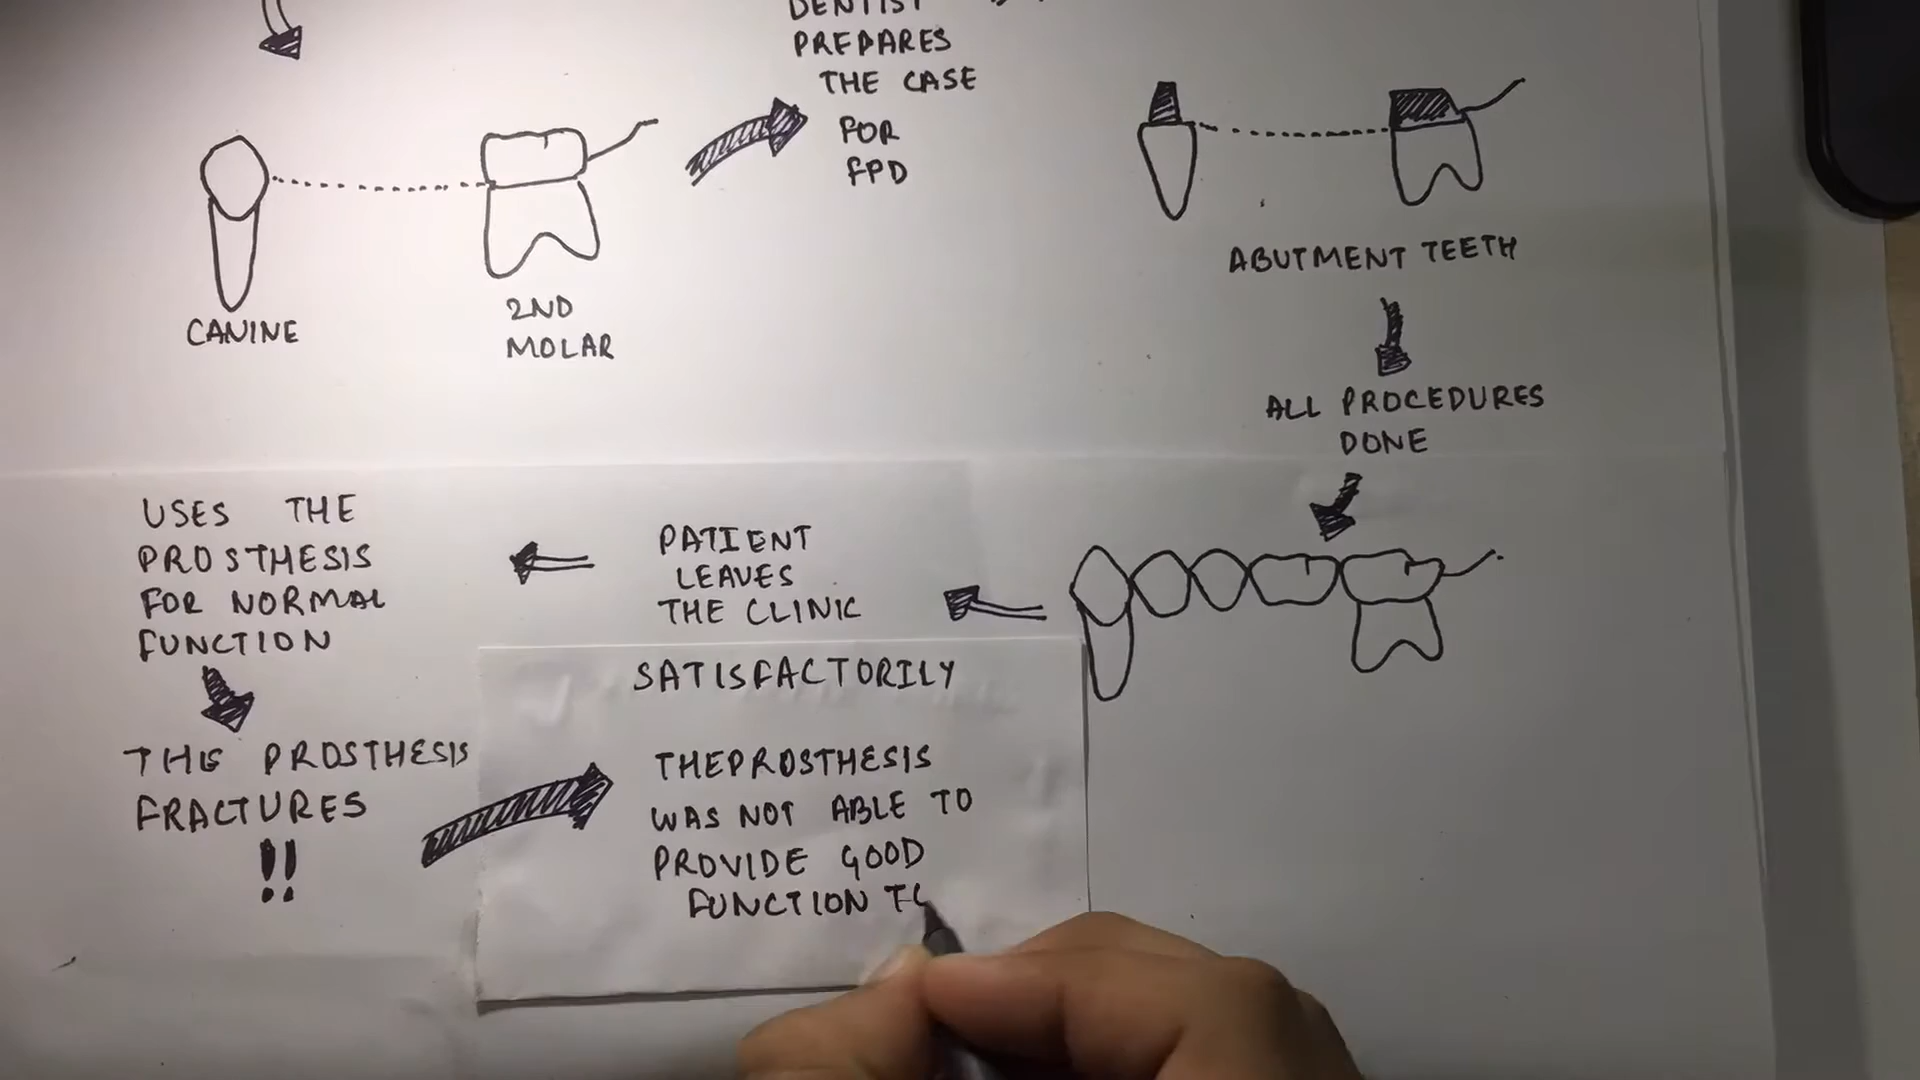 DENTIST
PREPARES
THE CASE
FOR
FPD
CANINE
2ND
MOLAR
ABUTMENT TEETH
ALL PROCEDURES
DONE
PATIENT
LEAVES
THE CLINIC
SATISFACTORILY
USES THE
PROSTHESIS
FOR NORMAL
FUNCTION
THE PROSTHESIS
FRACTURES
!!
THEPROSTHESIS
WAS NOT ABLE TO
PROVIDE GOOD
FUNCTION